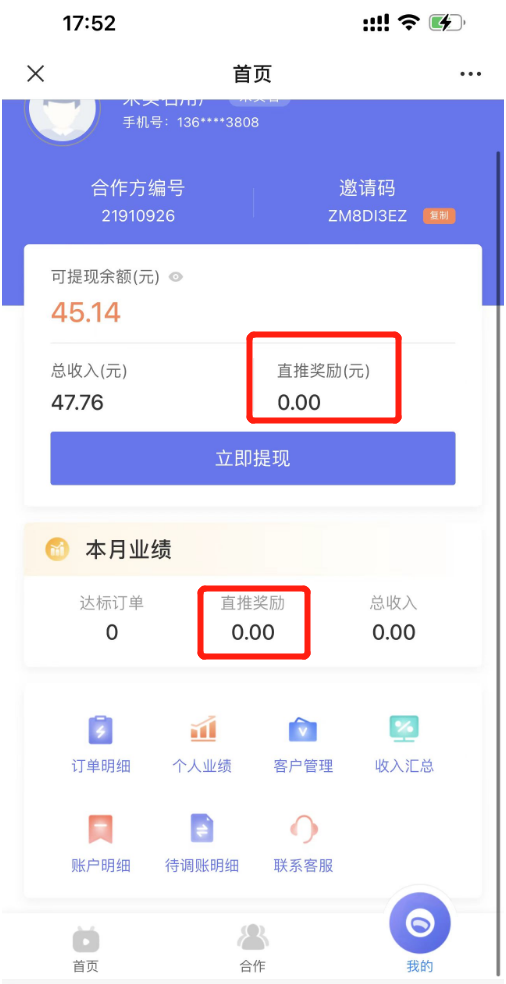 17:52
首页
手机号：136****3808
合作方编号
邀请码
21910926
ZM8DI3EZ 复制
可提现余额(元)
45.14
总收入(元)
直推奖励(元)
47.76
0.00
立即提现
本月业绩
达标订单
直推奖励
总收入
0
0.00
0.00
订单明细
个人业绩
客户管理
收入汇总
账户明细
待调账明细
联系客服
首页
合作
我的